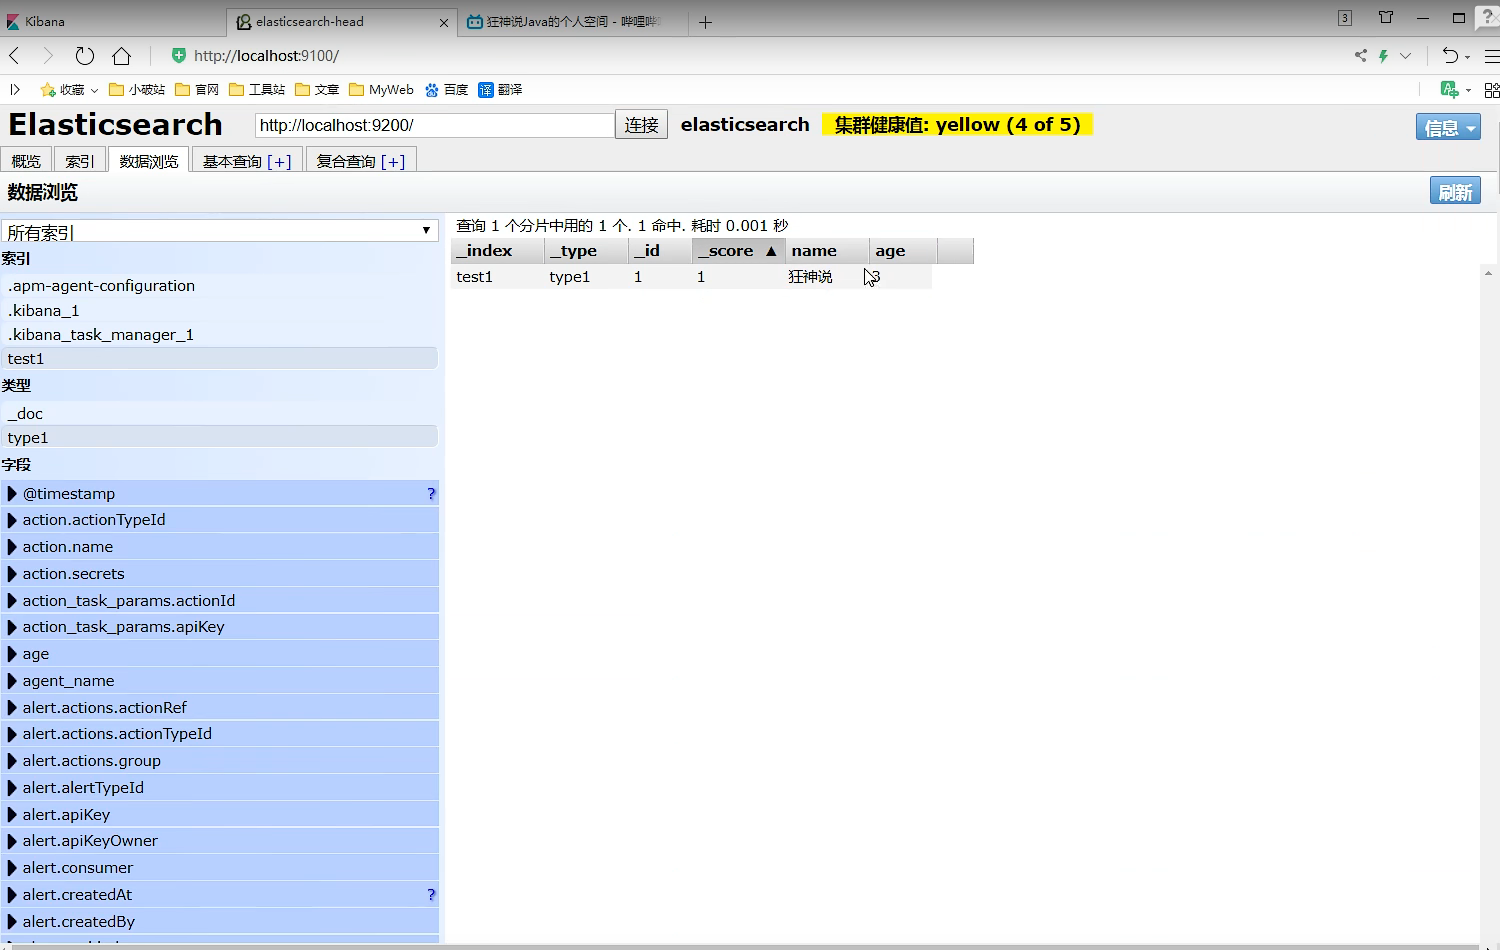 Kibana
elasticsearch-head
狂神说Java的个人空间 - 哔哩哔
3
http://localhost:9100/
收藏 小破站 官网 工具站 文章 MyWeb 百度 译 翻译
Elasticsearch http://localhost:9200/ 连接 elasticsearch 集群健康值: yellow (4 of 5) 信息
概览 索引 数据浏览 基本查询 [+] 复合查询 [+]
数据浏览 刷新
所有索引
索引
.apm-agent-configuration
.kibana_1
.kibana_task_manager_1
test1
类型
_doc
type1
字段
@timestamp ?
action.actionTypeId
action.name
action.secrets
action_task_params.actionId
action_task_params.apiKey
age
agent_name
alert.actions.actionRef
alert.actions.actionTypeId
alert.actions.group
alert.alertTypeId
alert.apiKey
alert.apiKeyOwner
alert.consumer
alert.createdAt ?
alert.createdBy
查询 1 个分片中用的 1 个. 1 命中. 耗时 0.001 秒
_index _type _id _score ▲ name age
test1 type1 1 1 狂神说 3